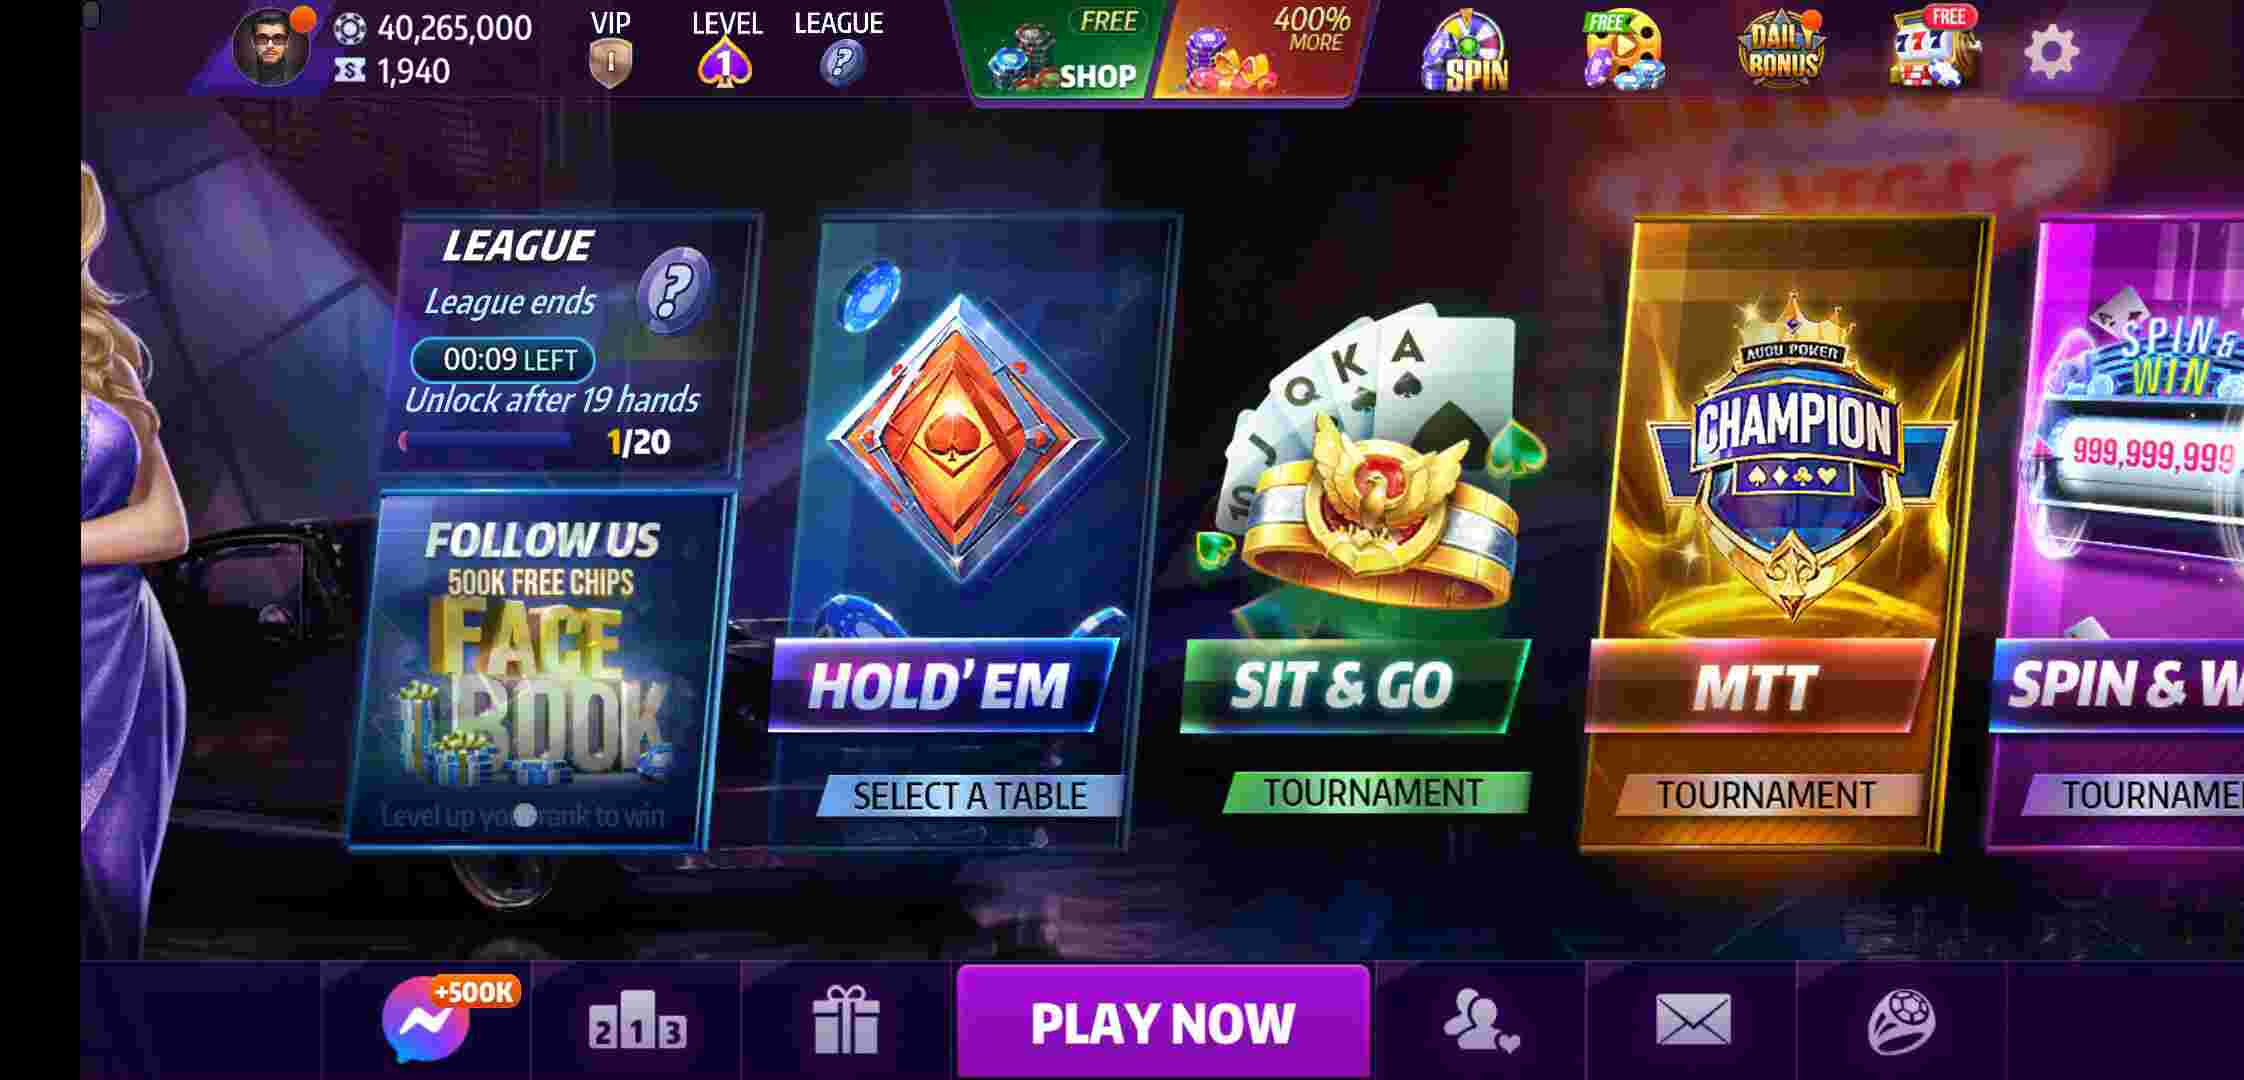 40,265,000
1,940
VIP
LEVEL
1
LEAGUE
?
FREE
SHOP
400%
MORE
SPIN
FREE
DAILY
BONUS
FREE
777
LEAGUE
League ends
?
00:09 LEFT
Unlock after 19 hands
1/20
FOLLOW US
500K FREE CHIPS
FACE
BOOK
Level up your rank to win
HOLD'EM
SELECT A TABLE
10 J Q K A
SIT & GO
TOURNAMENT
CHAMPION
MTT
TOURNAMENT
SPIN &
WIN
999,999,999
SPIN & W
TOURNAME
+500K
2 1 3
PLAY NOW